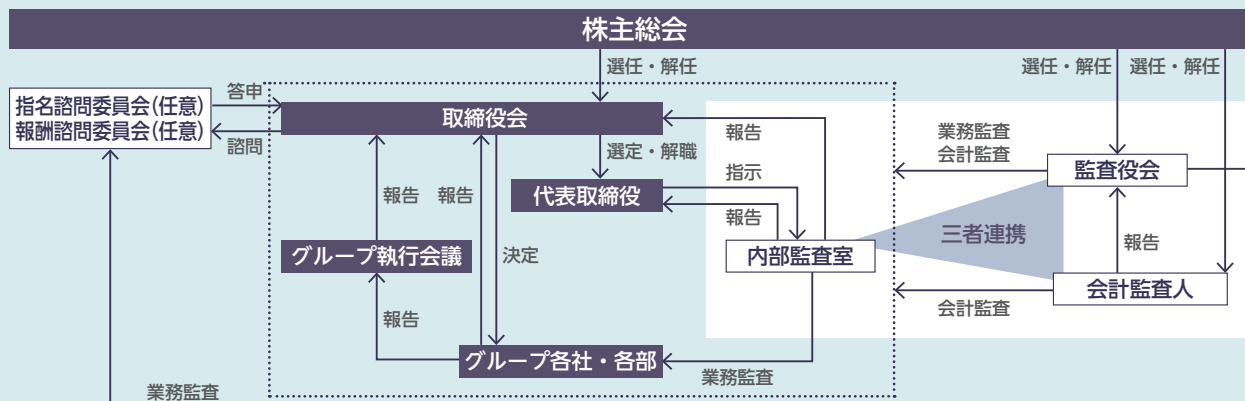 株主総会
選任・解任
選任・解任
選任・解任
指名諮問委員会(任意)
報酬諮問委員会(任意)
答申
諮問
取締役会
選定・解職
代表取締役
報告
指示
報告
報告
報告
決定
グループ執行会議
報告
グループ各社・各部
内部監査室
業務監査
業務監査
会計監査
監査役会
三者連携
報告
会計監査人
会計監査
業務監査